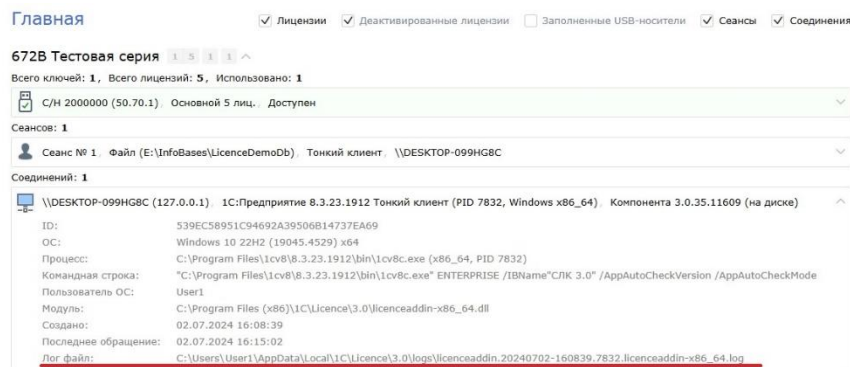 Главная
Лицензии Деактивированные лицензии Заполненные USB-носители Сеансы Соединения
672B Тестовая серия 1 5 1 1
Всего ключей: 1, Всего лицензий: 5, Использовано: 1
С/Н 2000000 (50.70.1), Основной 5 лиц., Доступен
Сеансов: 1
Сеанс № 1, Файл (E:\InfoBases\LicenceDemoDb), Тонкий клиент, \\DESKTOP-099HG8C
Соединений: 1
\\DESKTOP-099HG8C (127.0.0.1), 1С:Предприятие 8.3.23.1912 Тонкий клиент (PID 7832, Windows x86_64), Компонента 3.0.35.11609 (на диске)
ID: 539EC58951C94692A39506B14737EA69
ОС: Windows 10 22H2 (19045.4529) x64
Процесс: C:\Program Files\1cv8\8.3.23.1912\bin\1cv8c.exe (x86_64, PID 7832)
Командная строка: "C:\Program Files\1cv8\8.3.23.1912\bin\1cv8c.exe" ENTERPRISE /IBName"СЛК 3.0" /AppAutoCheckVersion /AppAutoCheckMode
Пользователь ОС: User1
Модуль: C:\Program Files (x86)\1C\Licence\3.0\licenceaddin-x86_64.dll
Создано: 02.07.2024 16:08:39
Последнее обращение: 02.07.2024 16:15:02
Лог файл: C:\Users\User1\AppData\Local\1C\Licence\3.0\logs\licenceaddin.20240702-160839.7832.licenceaddin-x86_64.log